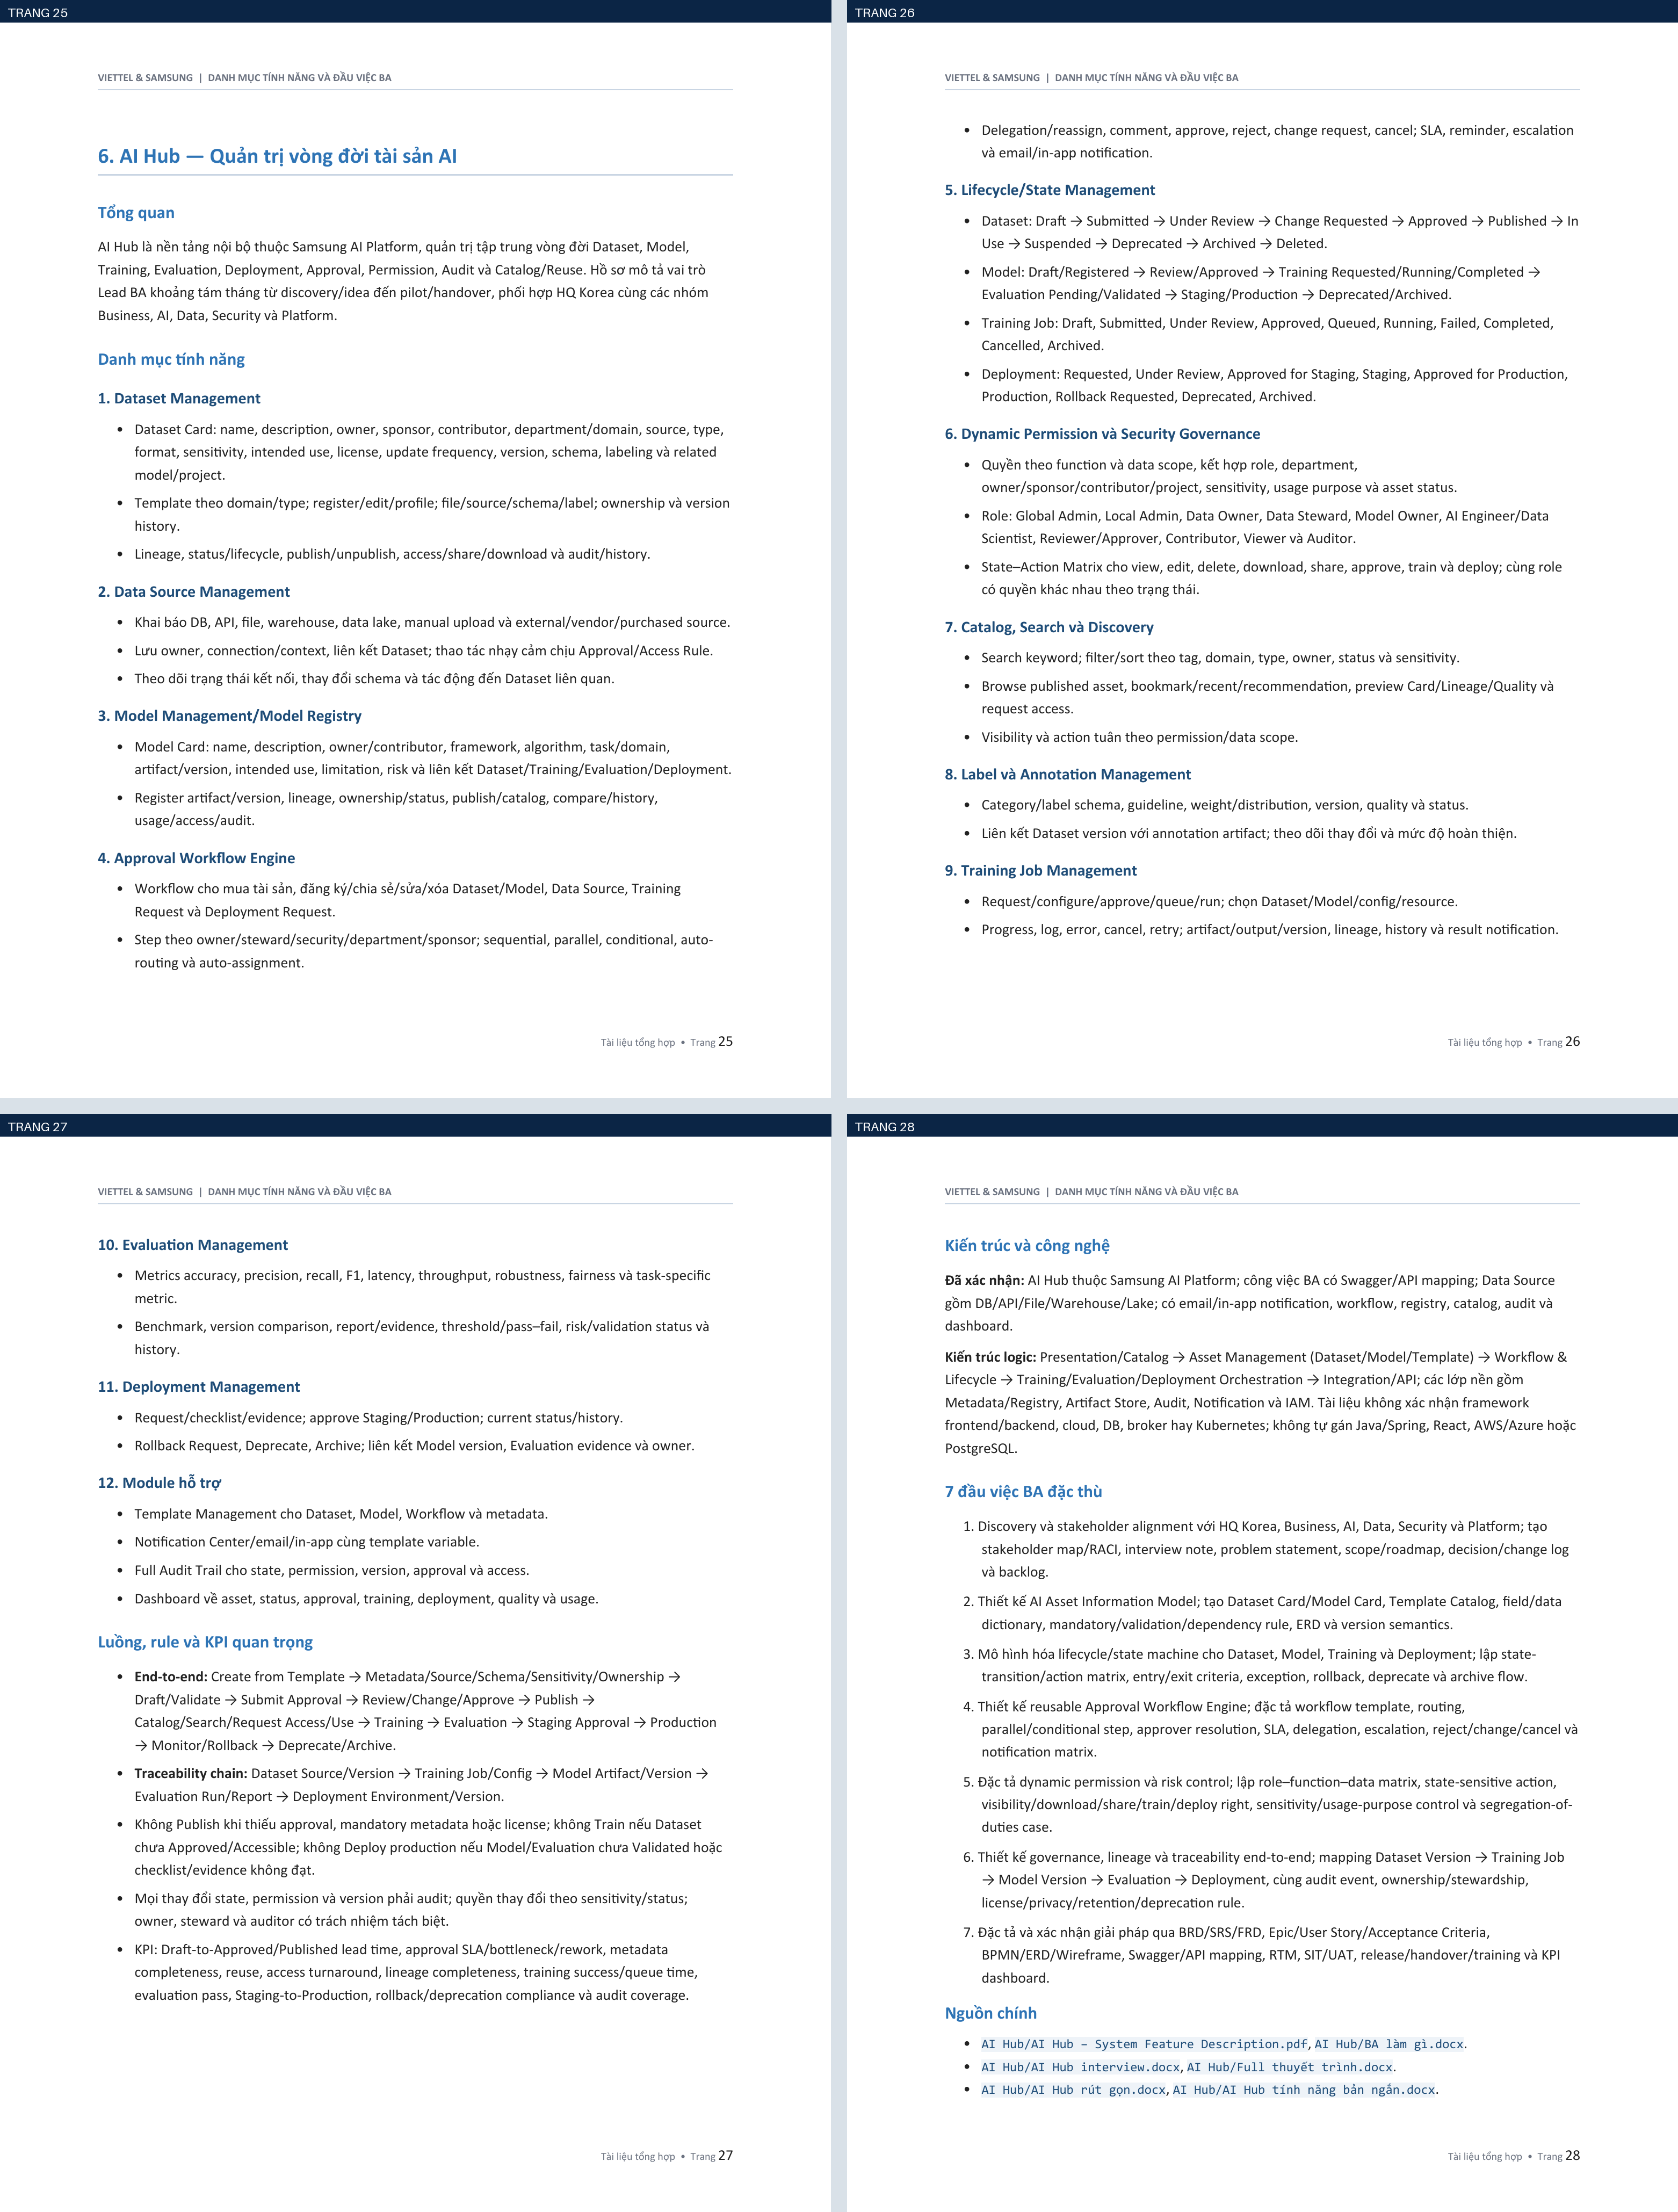 TRANG 25
VIETTEL & SAMSUNG | DANH MỤC TÍNH NĂNG VÀ ĐẦU VIỆC BA
6. AI Hub — Quản trị vòng đời tài sản AI
Tổng quan
AI Hub là nền tảng nội bộ thuộc Samsung AI Platform, quản trị tập trung vòng đời Dataset, Model,
Training, Evaluation, Deployment, Approval, Permission, Audit và Catalog/Reuse. Hồ sơ mô tả vai trò
Lead BA khoảng tám tháng từ discovery/idea đến pilot/handover, phối hợp HQ Korea cùng các nhóm
Business, AI, Data, Security và Platform.
Danh mục tính năng
1. Dataset Management
• Dataset Card: name, description, owner, sponsor, contributor, department/domain, source, type,
format, sensitivity, intended use, license, update frequency, version, schema, labeling và related
model/project.
• Template theo domain/type; register/edit/profile; file/source/schema/label; ownership và version
history.
• Lineage, status/lifecycle, publish/unpublish, access/share/download và audit/history.
2. Data Source Management
• Khai báo DB, API, file, warehouse, data lake, manual upload và external/vendor/purchased source.
• Lưu owner, connection/context, liên kết Dataset; thao tác nhạy cảm chịu Approval/Access Rule.
• Theo dõi trạng thái kết nối, thay đổi schema và tác động đến Dataset liên quan.
3. Model Management/Model Registry
• Model Card: name, description, owner/contributor, framework, algorithm, task/domain,
artifact/version, intended use, limitation, risk và liên kết Dataset/Training/Evaluation/Deployment.
• Register artifact/version, lineage, ownership/status, publish/catalog, compare/history,
usage/access/audit.
4. Approval Workflow Engine
• Workflow cho mua tài sản, đăng ký/chia sẻ/sửa/xóa Dataset/Model, Data Source, Training
Request và Deployment Request.
• Step theo owner/steward/security/department/sponsor; sequential, parallel, conditional, auto-
routing và auto-assignment.
Tài liệu tổng hợp • Trang 25
TRANG 26
VIETTEL & SAMSUNG | DANH MỤC TÍNH NĂNG VÀ ĐẦU VIỆC BA
• Delegation/reassign, comment, approve, reject, change request, cancel; SLA, reminder, escalation
và email/in-app notification.
5. Lifecycle/State Management
• Dataset: Draft → Submitted → Under Review → Change Requested → Approved → Published → In
Use → Suspended → Deprecated → Archived → Deleted.
• Model: Draft/Registered → Review/Approved → Training Requested/Running/Completed →
Evaluation Pending/Validated → Staging/Production → Deprecated/Archived.
• Training Job: Draft, Submitted, Under Review, Approved, Queued, Running, Failed, Completed,
Cancelled, Archived.
• Deployment: Requested, Under Review, Approved for Staging, Staging, Approved for Production,
Production, Rollback Requested, Deprecated, Archived.
6. Dynamic Permission và Security Governance
• Quyền theo function và data scope, kết hợp role, department,
owner/sponsor/contributor/project, sensitivity, usage purpose và asset status.
• Role: Global Admin, Local Admin, Data Owner, Data Steward, Model Owner, AI Engineer/Data
Scientist, Reviewer/Approver, Contributor, Viewer và Auditor.
• State–Action Matrix cho view, edit, delete, download, share, approve, train và deploy; cùng role
có quyền khác nhau theo trạng thái.
7. Catalog, Search và Discovery
• Search keyword; filter/sort theo tag, domain, type, owner, status và sensitivity.
• Browse published asset, bookmark/recent/recommendation, preview Card/Lineage/Quality và
request access.
• Visibility và action tuân theo permission/data scope.
8. Label và Annotation Management
• Category/label schema, guideline, weight/distribution, version, quality và status.
• Liên kết Dataset version với annotation artifact; theo dõi thay đổi và mức độ hoàn thiện.
9. Training Job Management
• Request/configure/approve/queue/run; chọn Dataset/Model/config/resource.
• Progress, log, error, cancel, retry; artifact/output/version, lineage, history và result notification.
Tài liệu tổng hợp • Trang 26
TRANG 27
VIETTEL & SAMSUNG | DANH MỤC TÍNH NĂNG VÀ ĐẦU VIỆC BA
10. Evaluation Management
• Metrics accuracy, precision, recall, F1, latency, throughput, robustness, fairness và task-specific
metric.
• Benchmark, version comparison, report/evidence, threshold/pass–fail, risk/validation status và
history.
11. Deployment Management
• Request/checklist/evidence; approve Staging/Production; current status/history.
• Rollback Request, Deprecate, Archive; liên kết Model version, Evaluation evidence và owner.
12. Module hỗ trợ
• Template Management cho Dataset, Model, Workflow và metadata.
• Notification Center/email/in-app cùng template variable.
• Full Audit Trail cho state, permission, version, approval và access.
• Dashboard về asset, status, approval, training, deployment, quality và usage.
Luồng, rule và KPI quan trọng
• End-to-end: Create from Template → Metadata/Source/Schema/Sensitivity/Ownership →
Draft/Validate → Submit Approval → Review/Change/Approve → Publish →
Catalog/Search/Request Access/Use → Training → Evaluation → Staging Approval → Production
→ Monitor/Rollback → Deprecate/Archive.
• Traceability chain: Dataset Source/Version → Training Job/Config → Model Artifact/Version →
Evaluation Run/Report → Deployment Environment/Version.
• Không Publish khi thiếu approval, mandatory metadata hoặc license; không Train nếu Dataset
chưa Approved/Accessible; không Deploy production nếu Model/Evaluation chưa Validated hoặc
checklist/evidence không đạt.
• Mọi thay đổi state, permission và version phải audit; quyền thay đổi theo sensitivity/status;
owner, steward và auditor có trách nhiệm tách biệt.
• KPI: Draft-to-Approved/Published lead time, approval SLA/bottleneck/rework, metadata
completeness, reuse, access turnaround, lineage completeness, training success/queue time,
evaluation pass, Staging-to-Production, rollback/deprecation compliance và audit coverage.
Tài liệu tổng hợp • Trang 27
TRANG 28
VIETTEL & SAMSUNG | DANH MỤC TÍNH NĂNG VÀ ĐẦU VIỆC BA
Kiến trúc và công nghệ
Đã xác nhận: AI Hub thuộc Samsung AI Platform; công việc BA có Swagger/API mapping; Data Source
gồm DB/API/File/Warehouse/Lake; có email/in-app notification, workflow, registry, catalog, audit và
dashboard.
Kiến trúc logic: Presentation/Catalog → Asset Management (Dataset/Model/Template) → Workflow &
Lifecycle → Training/Evaluation/Deployment Orchestration → Integration/API; các lớp nền gồm
Metadata/Registry, Artifact Store, Audit, Notification và IAM. Tài liệu không xác nhận framework
frontend/backend, cloud, DB, broker hay Kubernetes; không tự gán Java/Spring, React, AWS/Azure hoặc
PostgreSQL.
7 đầu việc BA đặc thù
1. Discovery và stakeholder alignment với HQ Korea, Business, AI, Data, Security và Platform; tạo
stakeholder map/RACI, interview note, problem statement, scope/roadmap, decision/change log
và backlog.
2. Thiết kế AI Asset Information Model; tạo Dataset Card/Model Card, Template Catalog, field/data
dictionary, mandatory/validation/dependency rule, ERD và version semantics.
3. Mô hình hóa lifecycle/state machine cho Dataset, Model, Training và Deployment; lập state-
transition/action matrix, entry/exit criteria, exception, rollback, deprecate và archive flow.
4. Thiết kế reusable Approval Workflow Engine; đặc tả workflow template, routing,
parallel/conditional step, approver resolution, SLA, delegation, escalation, reject/change/cancel và
notification matrix.
5. Đặc tả dynamic permission và risk control; lập role–function–data matrix, state-sensitive action,
visibility/download/share/train/deploy right, sensitivity/usage-purpose control và segregation-of-
duties case.
6. Thiết kế governance, lineage và traceability end-to-end; mapping Dataset Version → Training Job
→ Model Version → Evaluation → Deployment, cùng audit event, ownership/stewardship,
license/privacy/retention/deprecation rule.
7. Đặc tả và xác nhận giải pháp qua BRD/SRS/FRD, Epic/User Story/Acceptance Criteria,
BPMN/ERD/Wireframe, Swagger/API mapping, RTM, SIT/UAT, release/handover/training và KPI
dashboard.
Nguồn chính
• AI Hub/AI Hub – System Feature Description.pdf, AI Hub/BA làm gì.docx.
• AI Hub/AI Hub interview.docx, AI Hub/Full thuyết trình.docx.
• AI Hub/AI Hub rút gọn.docx, AI Hub/AI Hub tính năng bản ngắn.docx.
Tài liệu tổng hợp • Trang 28